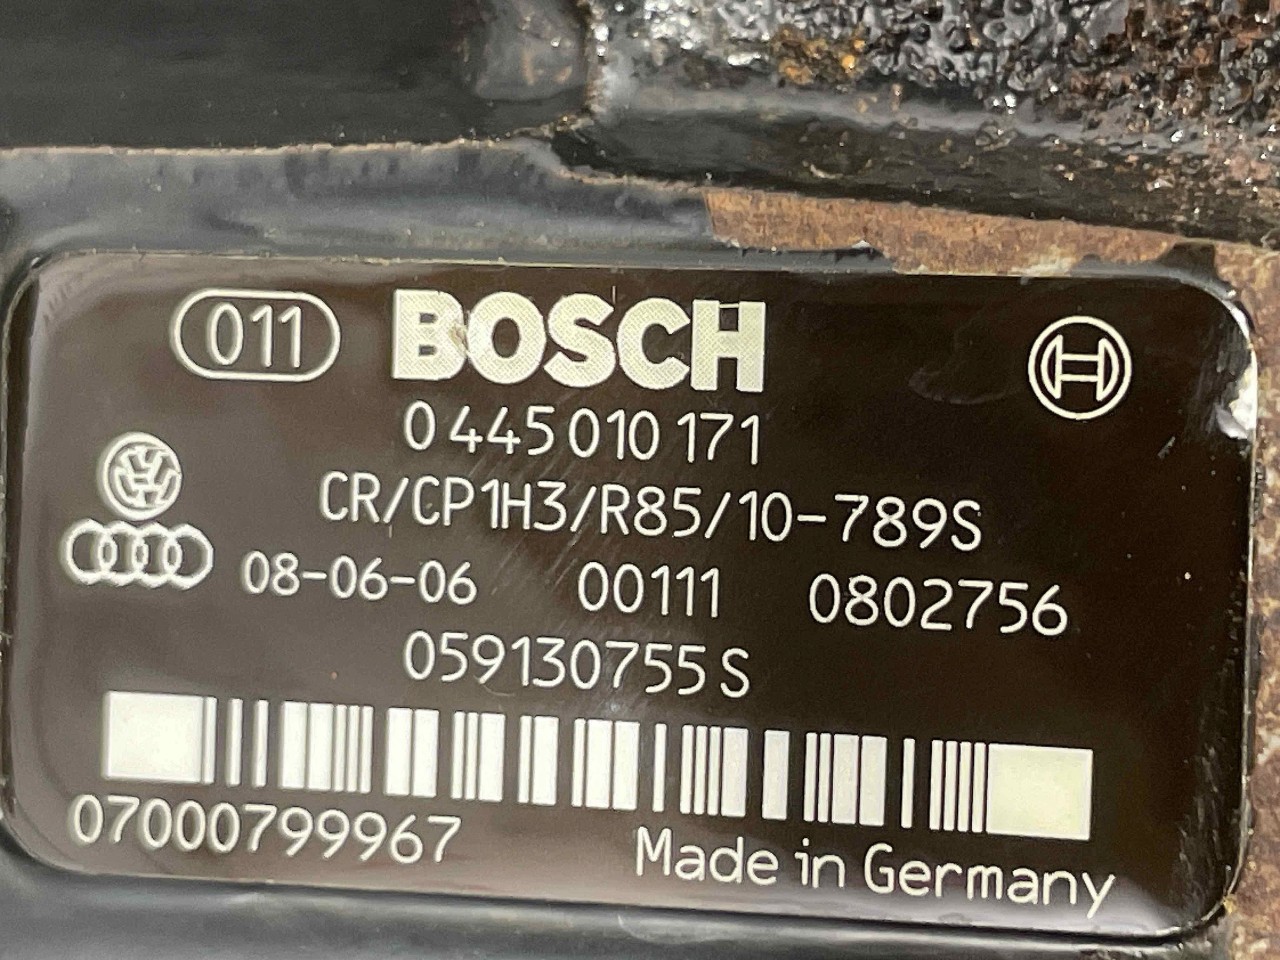 011 BOSCH
0 445 010 171
CR/CP1H3/R85/10-789S
08-06-06 00111 0802756
059130755 S
07000799967
Made in Germany